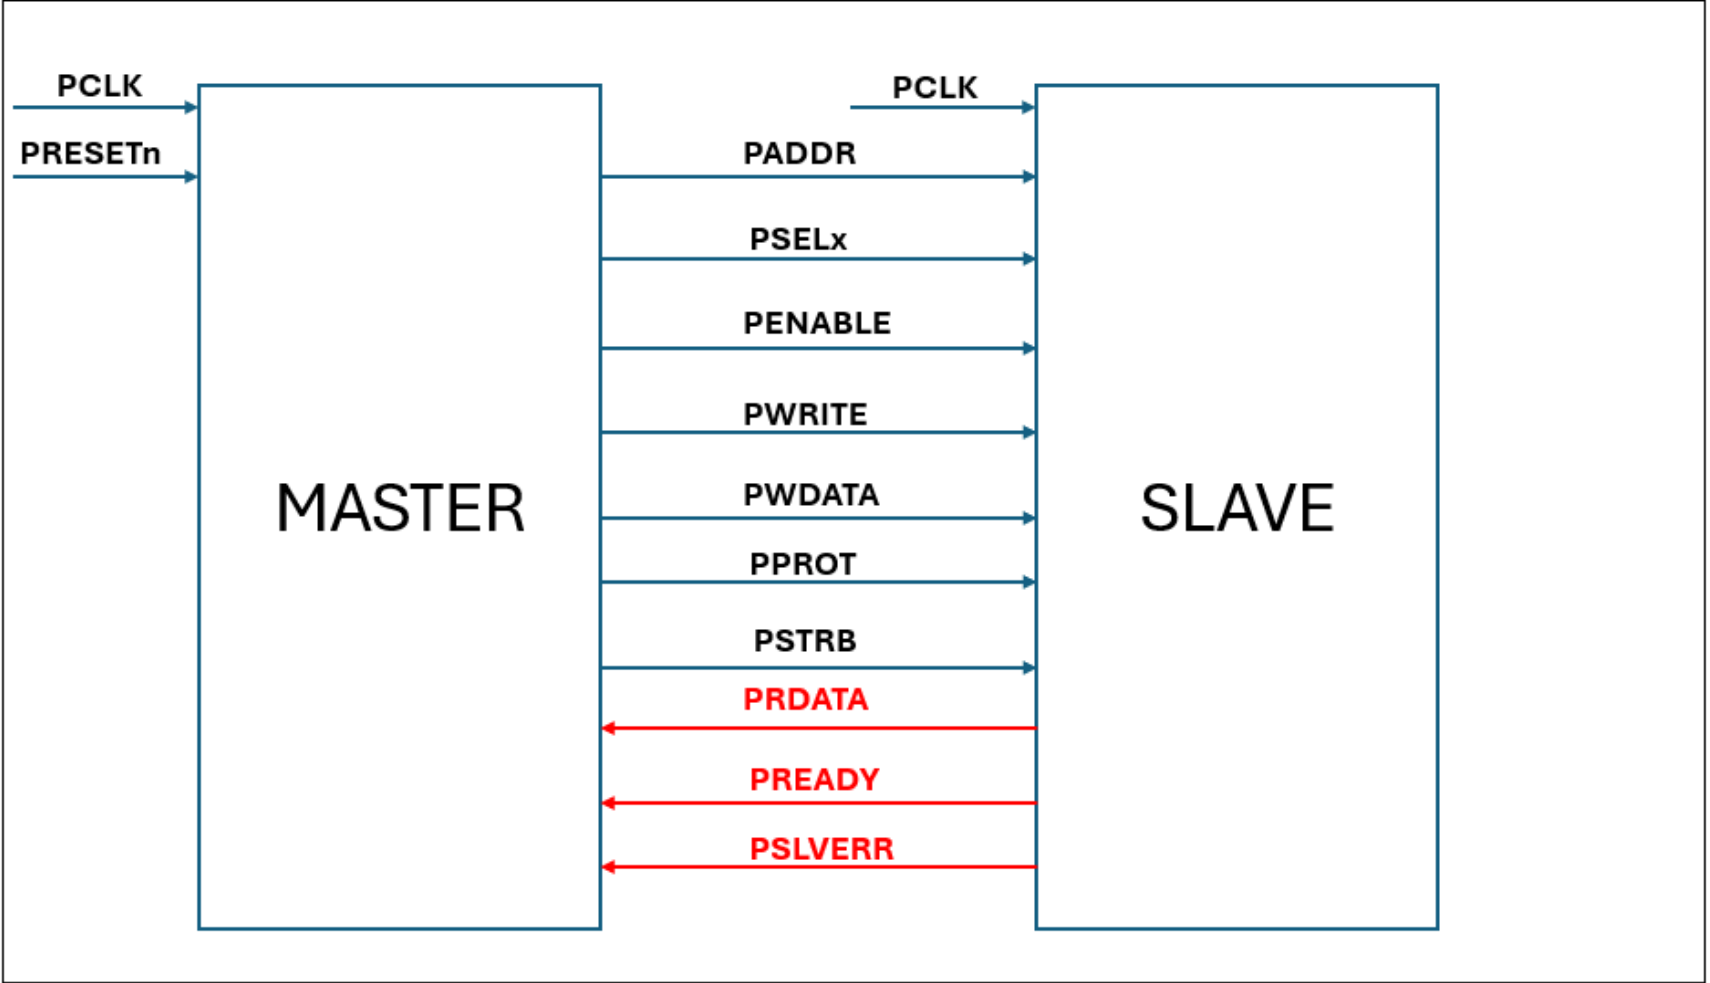 PCLK
PCLK
PRESETn
PADDR
PSELx
PENABLE
PWRITE
PWDATA
MASTER
SLAVE
PPROT
PSTRB
PRDATA
PREADY
PSLVERR